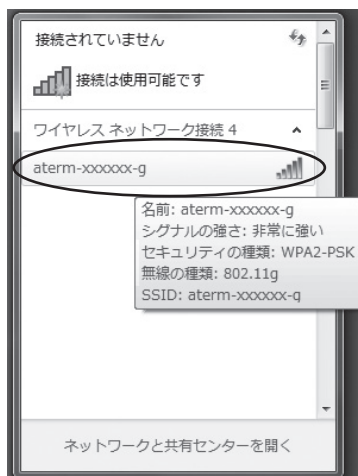 接続されていません
接続は使用可能です
ワイヤレス ネットワーク接続 4
aterm-xxxxxx-g
名前: aterm-xxxxxx-g
シグナルの強さ: 非常に強い
セキュリティの種類: WPA2-PSK
無線の種類: 802.11g
SSID: aterm-xxxxxx-g
ネットワークと共有センターを開く